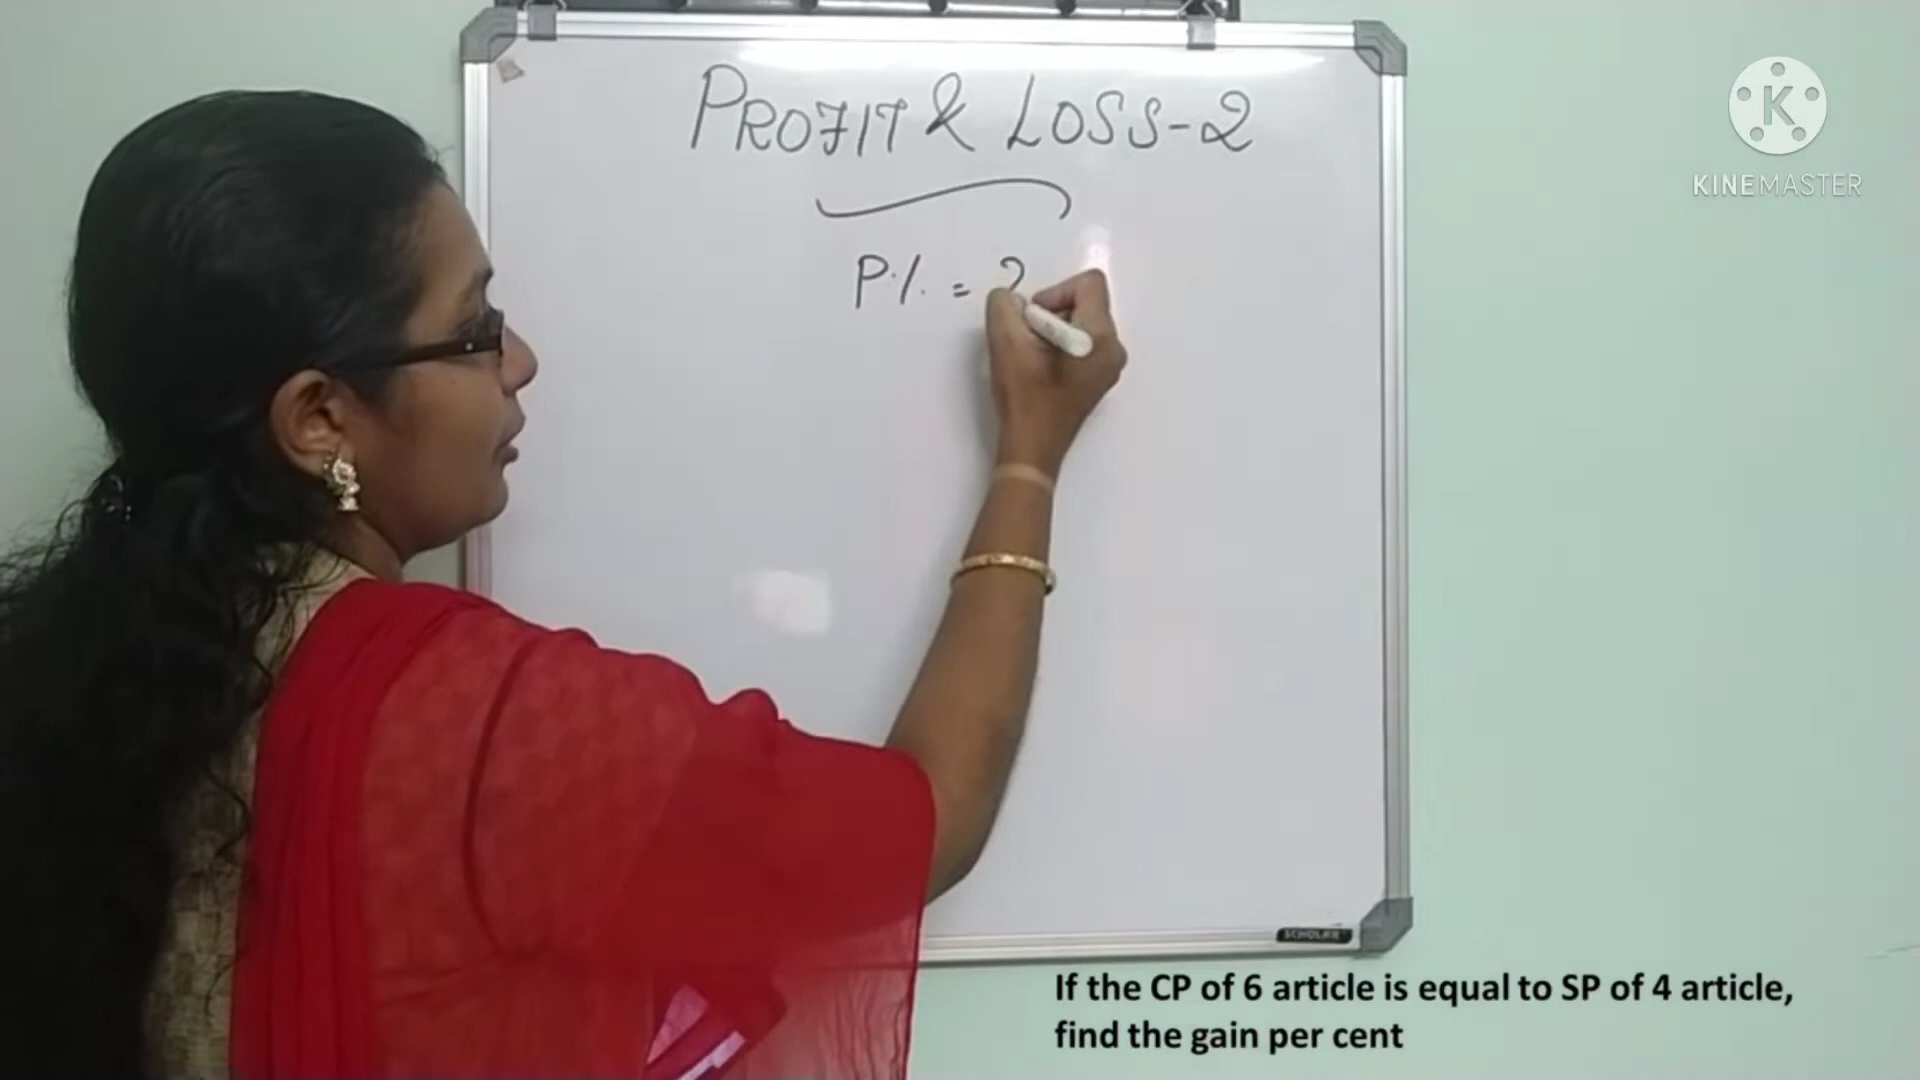 PROFIT & LOSS-2
P.%. = ?
KINEMASTER
SCHOLAR
If the CP of 6 article is equal to SP of 4 article,
find the gain per cent